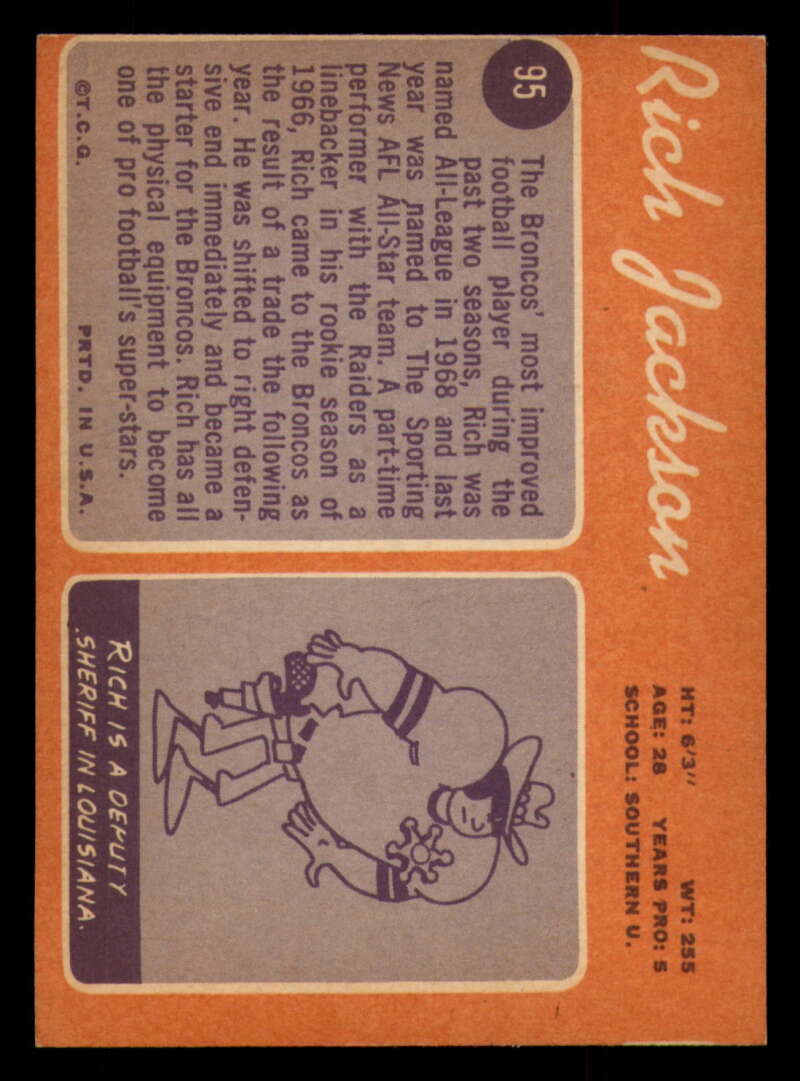 Rich Jackson
HT: 6'3" WT: 255
AGE: 28 YEARS PRO: 5
SCHOOL: SOUTHERN U.
95
The Broncos' most improved
football player during the
past two seasons, Rich was
named All-League in 1968 and last
year was named to The Sporting
News AFL All-Star team. A part-time
performer with the Raiders as a
linebacker in his rookie season of
1966, Rich came to the Broncos as
the result of a trade the following
year. He was shifted to right defen-
sive end immediately and became a
starter for the Broncos. Rich has all
the physical equipment to become
one of pro football's super-stars.
©T.C.G. PRTD. IN U.S.A.
RICH IS A DEPUTY
SHERIFF IN LOUISIANA.